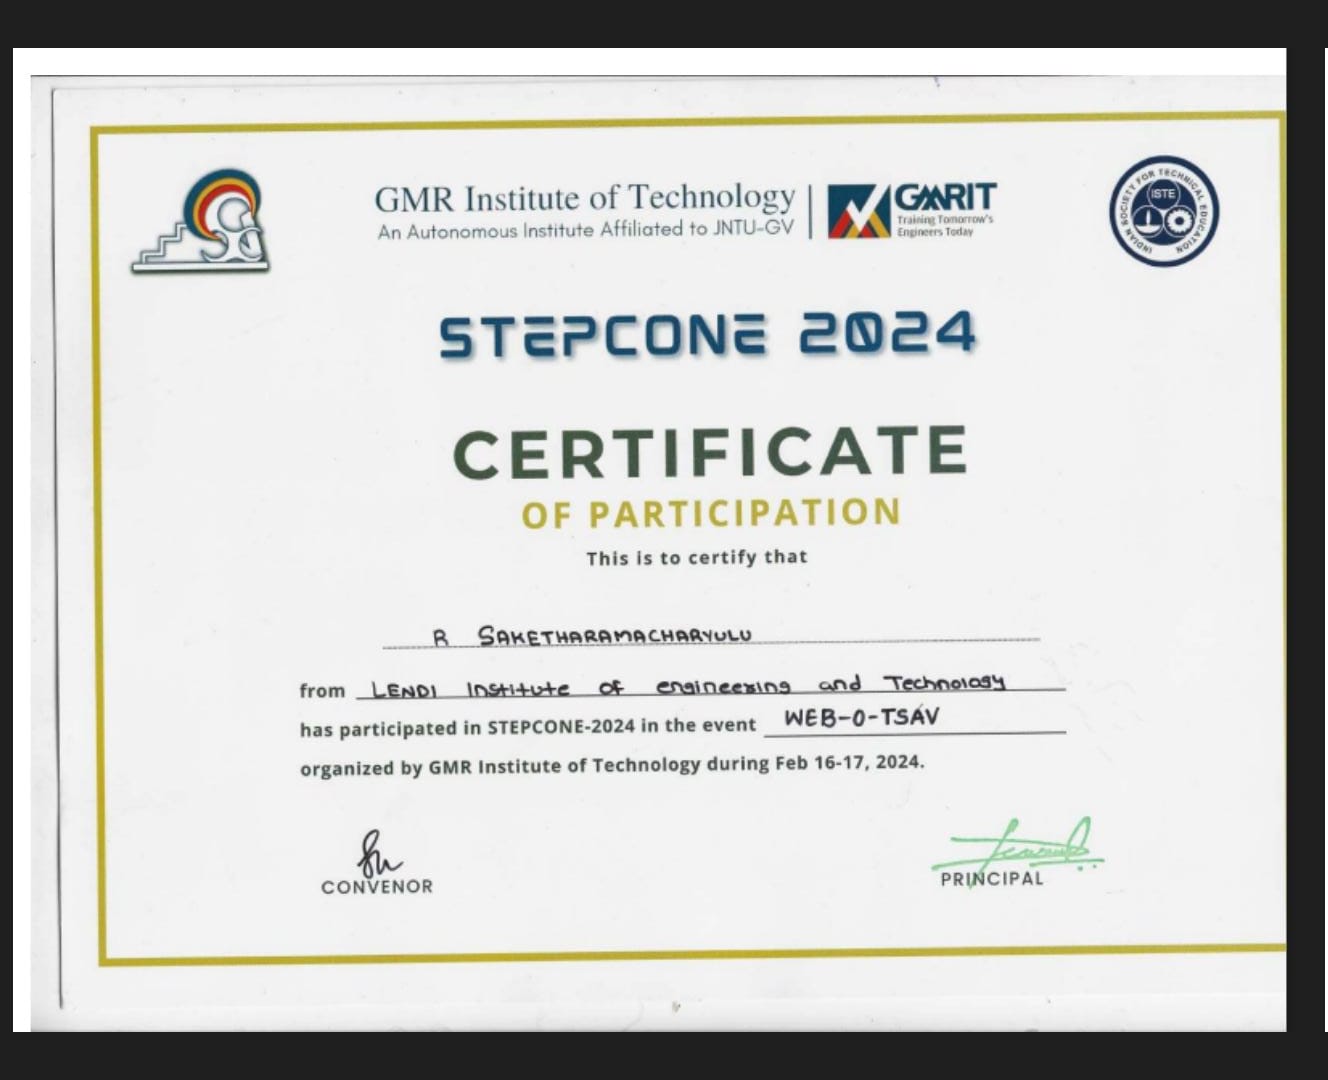 GMR Institute of Technology
An Autonomous Institute Affiliated to JNTU-GV
GMRIT
Training Tomorrow's
Engineers Today
INDIAN SOCIETY FOR TECHNICAL EDUCATION
ISTE
STEPCONE 2024
CERTIFICATE
OF PARTICIPATION
This is to certify that
R SAKETHARAMACHARYULU
from LENDI Institute of engineering and Technology
has participated in STEPCONE-2024 in the event WEB-O-TSAV
organized by GMR Institute of Technology during Feb 16-17, 2024.
CONVENOR
PRINCIPAL